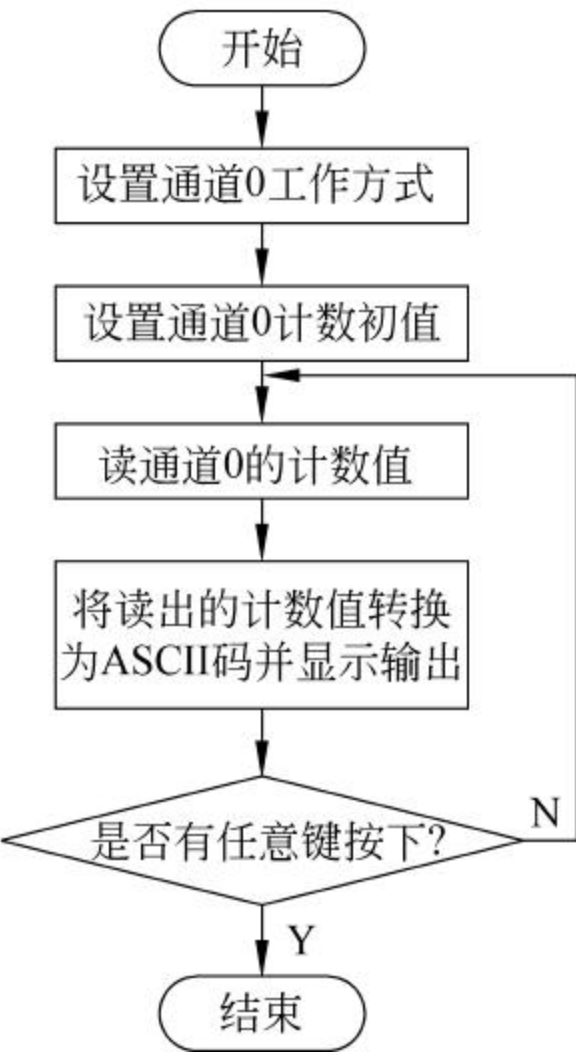 开始
设置通道0工作方式
设置通道0计数初值
读通道0的计数值
将读出的计数值转换
为ASCII码并显示输出
是否有任意键按下?
N
Y
结束